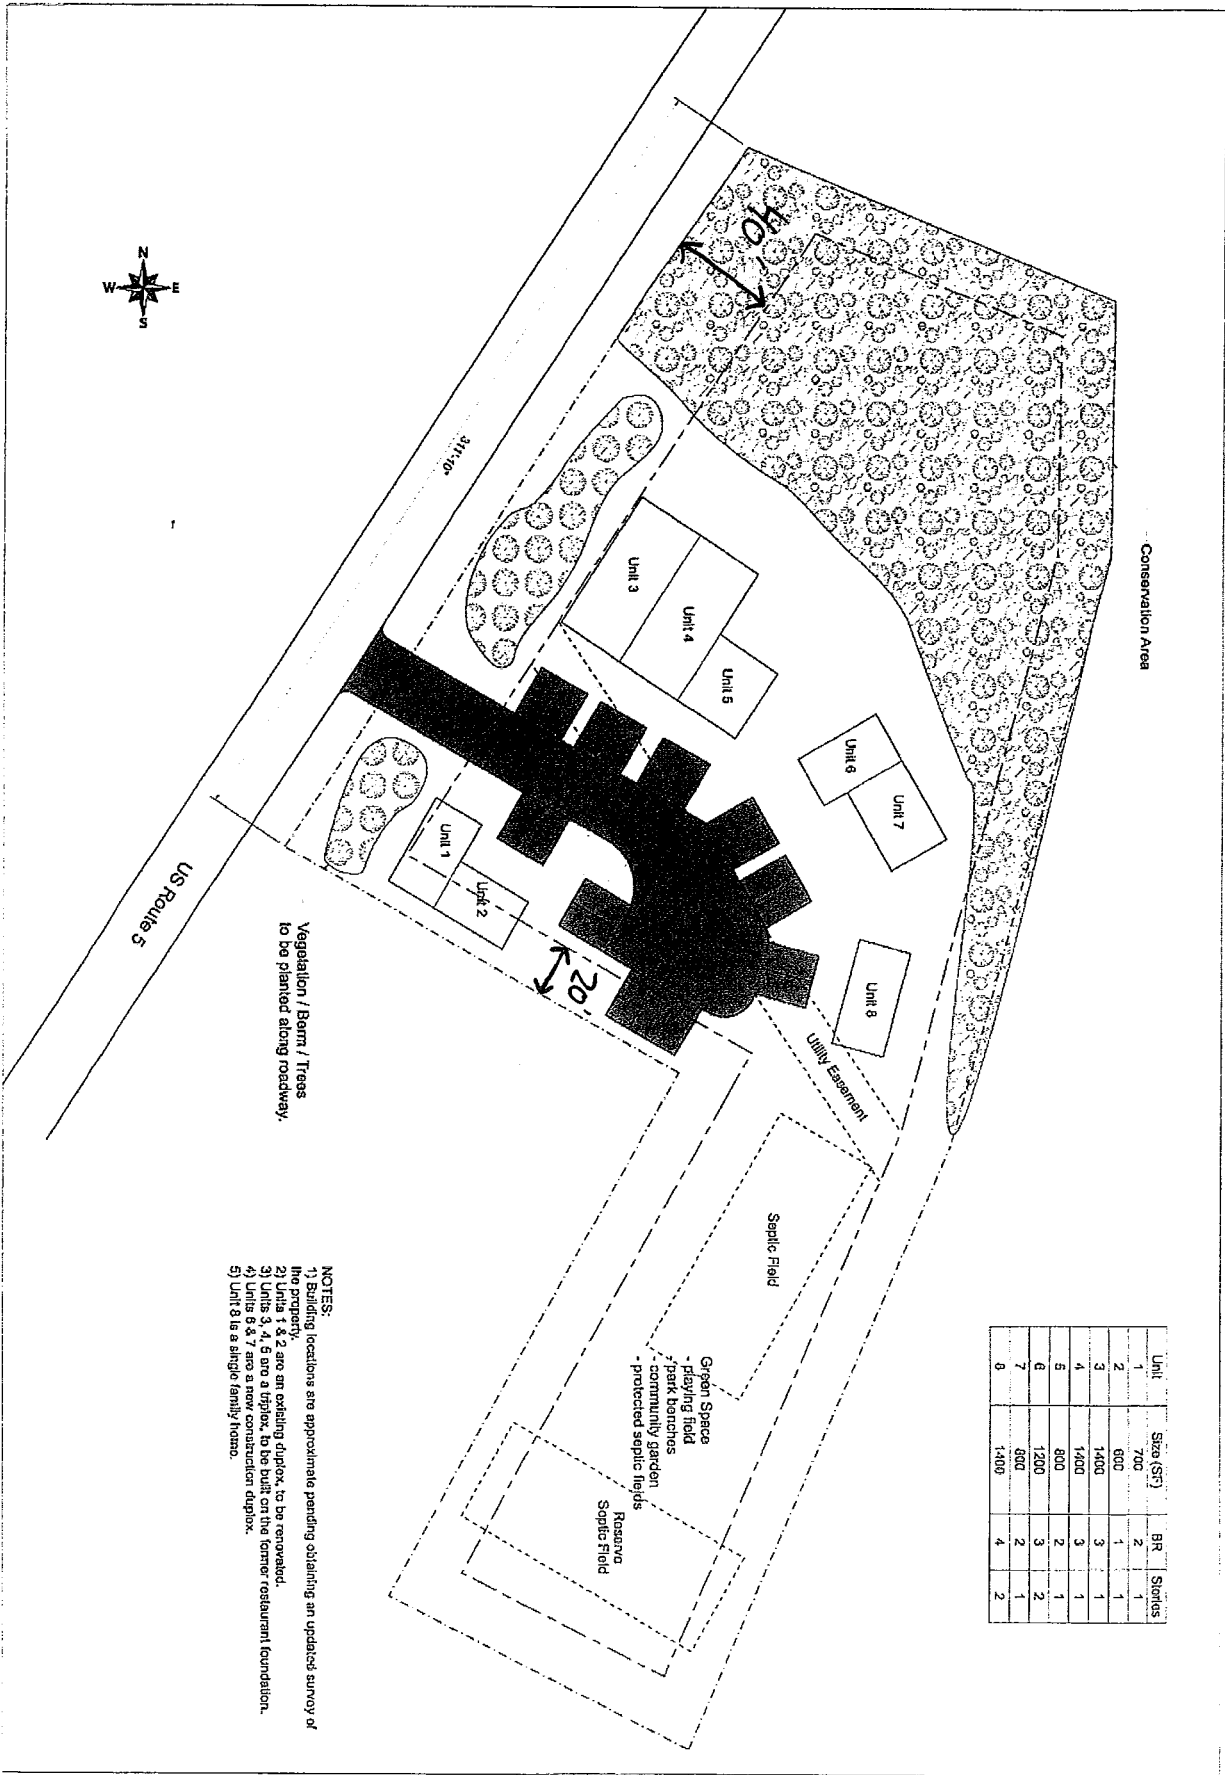 Conservation Area
40'
N
W E
S
311'-10"
US Route 5
Unit 3
Unit 4
Unit 5
Unit 6
Unit 7
Unit 1
Unit 2
Unit 8
20'
Utility Easement
Vegetation / Berm / Trees
to be planted along roadway.
Septic Field
Green Space
- playing field
- park benches
- community garden
- protected septic fields
Reserve
Septic Field
Unit Size (SF) BR Stories
1 700 2 1
2 600 1 1
3 1400 3 1
4 1400 3 1
5 800 2 1
6 1200 3 2
7 800 2 1
8 1400 4 2
NOTES:
1) Building locations are approximate pending obtaining an updated survey of
the property.
2) Units 1 & 2 are an existing duplex, to be renovated.
3) Units 3, 4, 5 are a triplex, to be built on the former restaurant foundation.
4) Units 6 & 7 are a new construction duplex.
5) Unit 8 is a single family home.